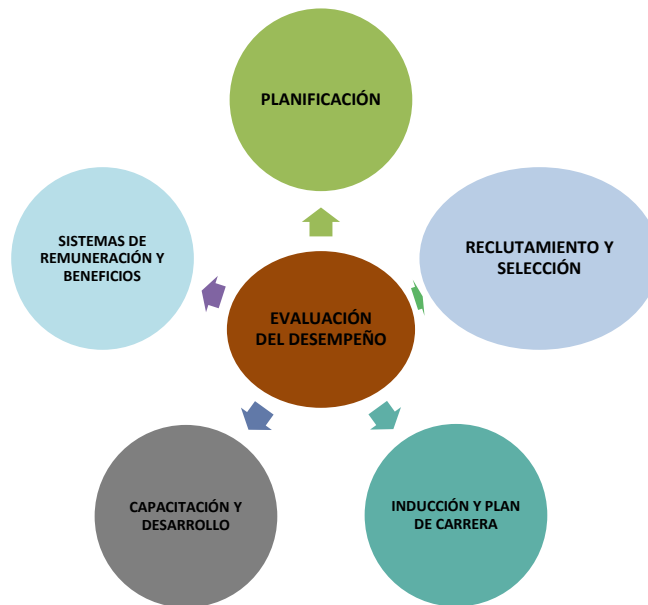 PLANIFICACIÓN
SISTEMAS DE
REMUNERACIÓN Y
BENEFICIOS
RECLUTAMIENTO Y
SELECCIÓN
EVALUACIÓN
DEL DESEMPEÑO
CAPACITACIÓN Y
DESARROLLO
INDUCCIÓN Y PLAN
DE CARRERA